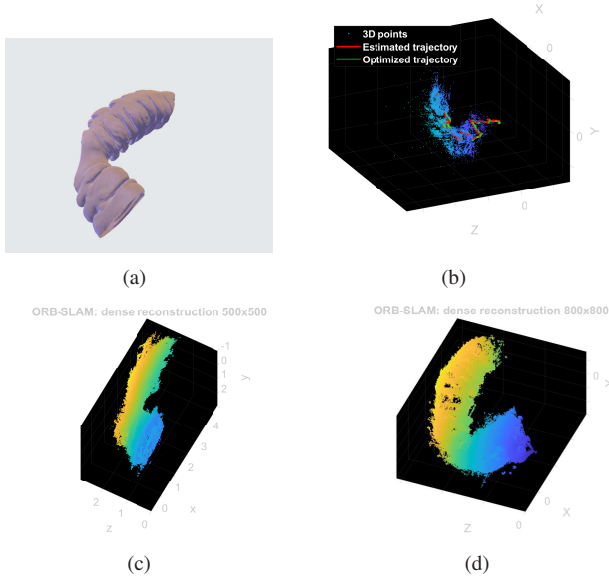 X
3D points
0
Estimated trajectory
Optimized trajectory
Y
0
0
Z
(a)
(b)
ORB-SLAM: dense reconstruction 500x500
ORB-SLAM: dense reconstruction 800x800
-1
0
1
2
y
0
4
3
2
1
0
x
2
1
0
z
0
X
0
Z
(c)
(d)